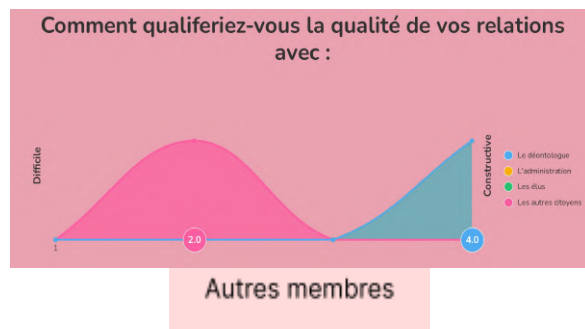 Comment qualiferiez-vous la qualité de vos relations
avec :
Difficile
Constructive
Le déontologue
L'administration
Les élus
Les autres citoyens
1
2.0
4.0
Autres membres